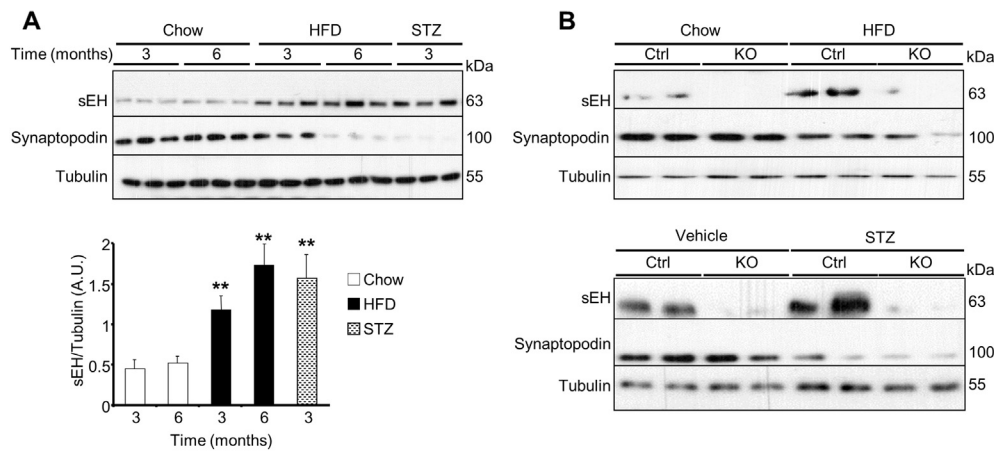 A
Chow HFD STZ
Time (months) 3 6 3 6 3
kDa
sEH 63
Synaptopodin 100
Tubulin 55
sEH/Tubulin (A.U.)
2
1.5
1
0.5
0
** ** **
Chow
HFD
STZ
3 6 3 6 3
Time (months)
B
Chow HFD
Ctrl KO Ctrl KO
kDa
sEH 63
Synaptopodin 100
Tubulin 55
Vehicle STZ
Ctrl KO Ctrl KO
kDa
sEH 63
Synaptopodin 100
Tubulin 55